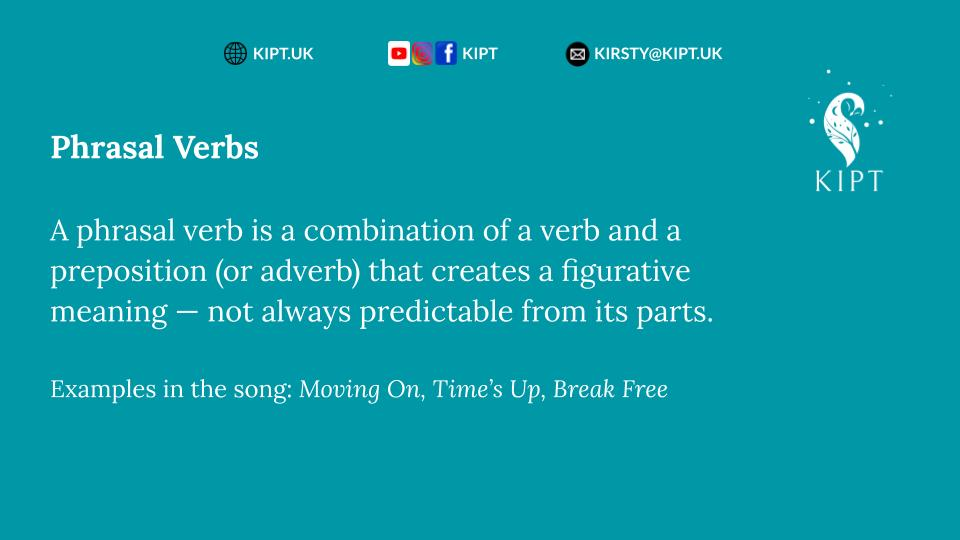 KIPT.UK
KIPT
KIRSTY@KIPT.UK
KIPT
Phrasal Verbs
A phrasal verb is a combination of a verb and a
preposition (or adverb) that creates a figurative
meaning — not always predictable from its parts.
Examples in the song: Moving On, Time’s Up, Break Free